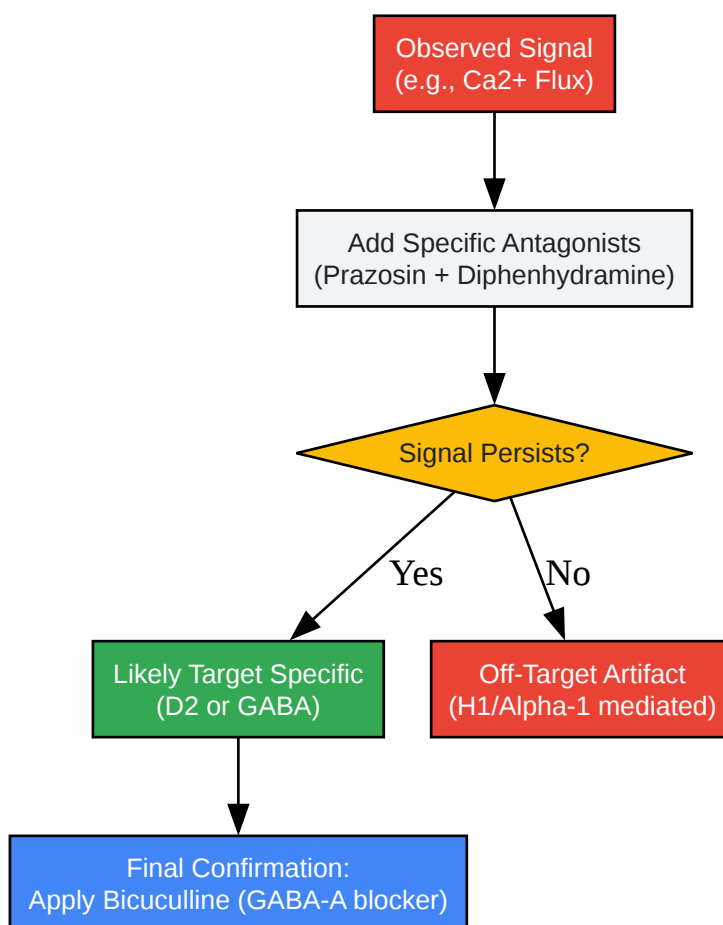 Observed Signal
(e.g., Ca2+ Flux)
Add Specific Antagonists
(Prazosin + Diphenhydramine)
Signal Persists?
Yes
No
Likely Target Specific
(D2 or GABA)
Off-Target Artifact
(H1/Alpha-1 mediated)
Final Confirmation:
Apply Bicuculline (GABA-A blocker)